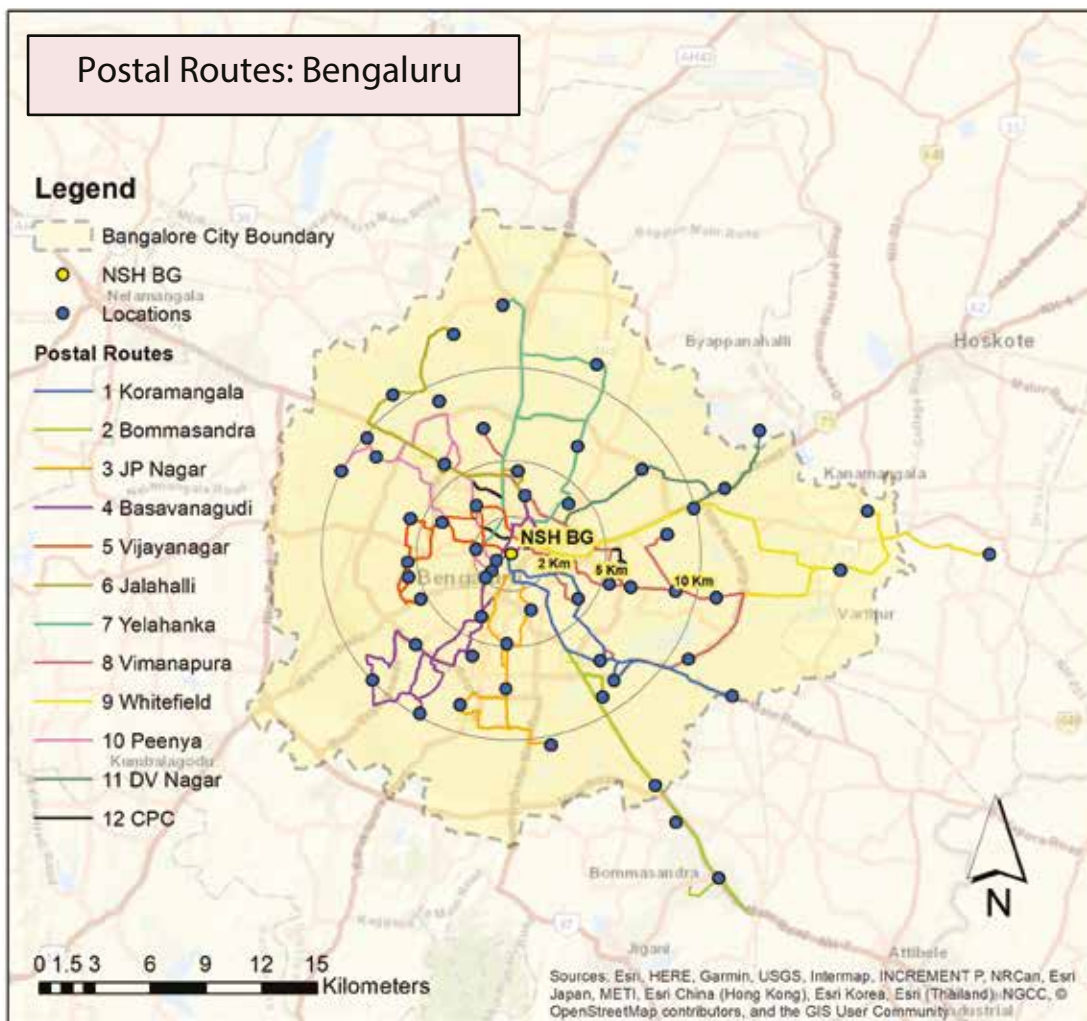 Postal Routes: Bengaluru
Legend
Bangalore City Boundary
NSH BG
Locations
Postal Routes
1 Koramangala
2 Bommasandra
3 JP Nagar
4 Basavanagudi
5 Vijayanagar
6 Jalahalli
7 Yelahanka
8 Vimanapura
9 Whitefield
10 Peenya
11 DV Nagar
12 CPC
AH43
Nelamangala
Byappanahalli
Hoskote
Kanamangala
NSH BG
2 Km
5 Km
10 Km
Bengaluru
Varthur
Kumbalagodu
Bommasandra
Jigani
Attibele
N
0 1.5 3 6 9 12 15
Kilometers
Sources: Esri, HERE, Garmin, USGS, Intermap, INCREMENT P, NRCan, Esri
Japan, METI, Esri China (Hong Kong), Esri Korea, Esri (Thailand), NGCC, ©
OpenStreetMap contributors, and the GIS User Community